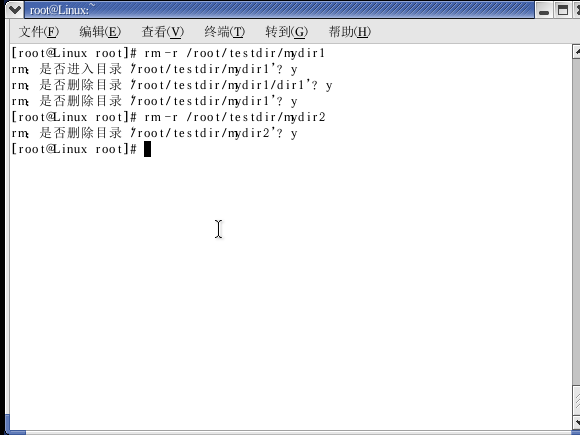 root@Linux:~
文件(F) 编辑(E) 查看(V) 终端(T) 转到(G) 帮助(H)
[root@Linux root]# rm -r /root/testdir/mydir1
rm: 是否进入目录 '/root/testdir/mydir1'? y
rm: 是否删除目录 '/root/testdir/mydir1/dir1'? y
rm: 是否删除目录 '/root/testdir/mydir1'? y
[root@Linux root]# rm -r /root/testdir/mydir2
rm: 是否删除目录 '/root/testdir/mydir2'? y
[root@Linux root]#